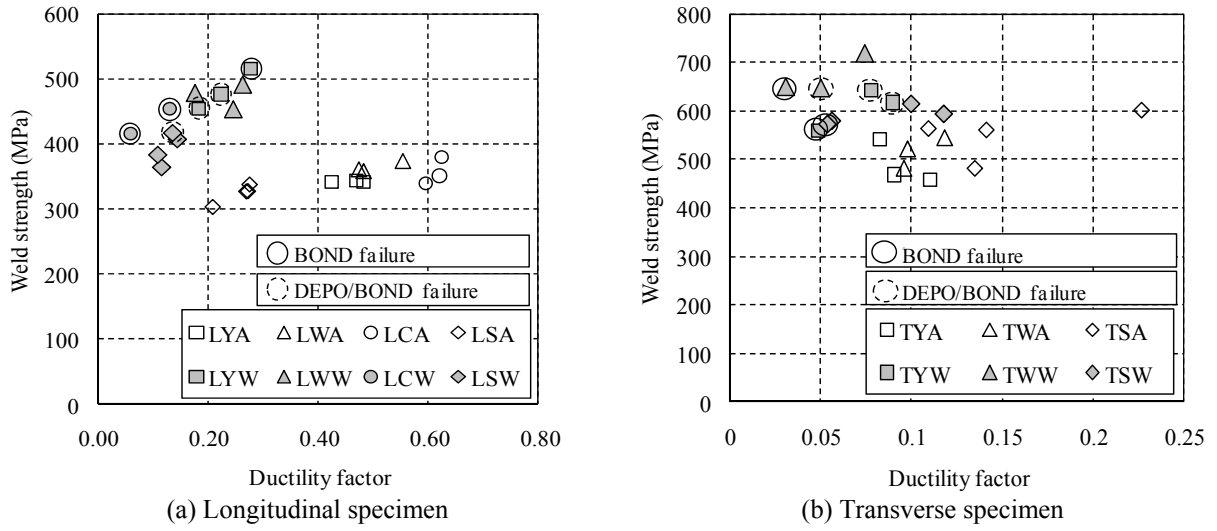 600
500
400
300
200
100
0
0.00 0.20 0.40 0.60 0.80
Weld strength (MPa)
Ductility factor
BOND failure
DEPO/BOND failure
LYA LWA LCA LSA
LYW LWW LCW LSW
(a) Longitudinal specimen
800
700
600
500
400
300
200
100
0
0 0.05 0.1 0.15 0.2 0.25
Weld strength (MPa)
Ductility factor
BOND failure
DEPO/BOND failure
TYA TWA TSA
TYW TWW TSW
(b) Transverse specimen